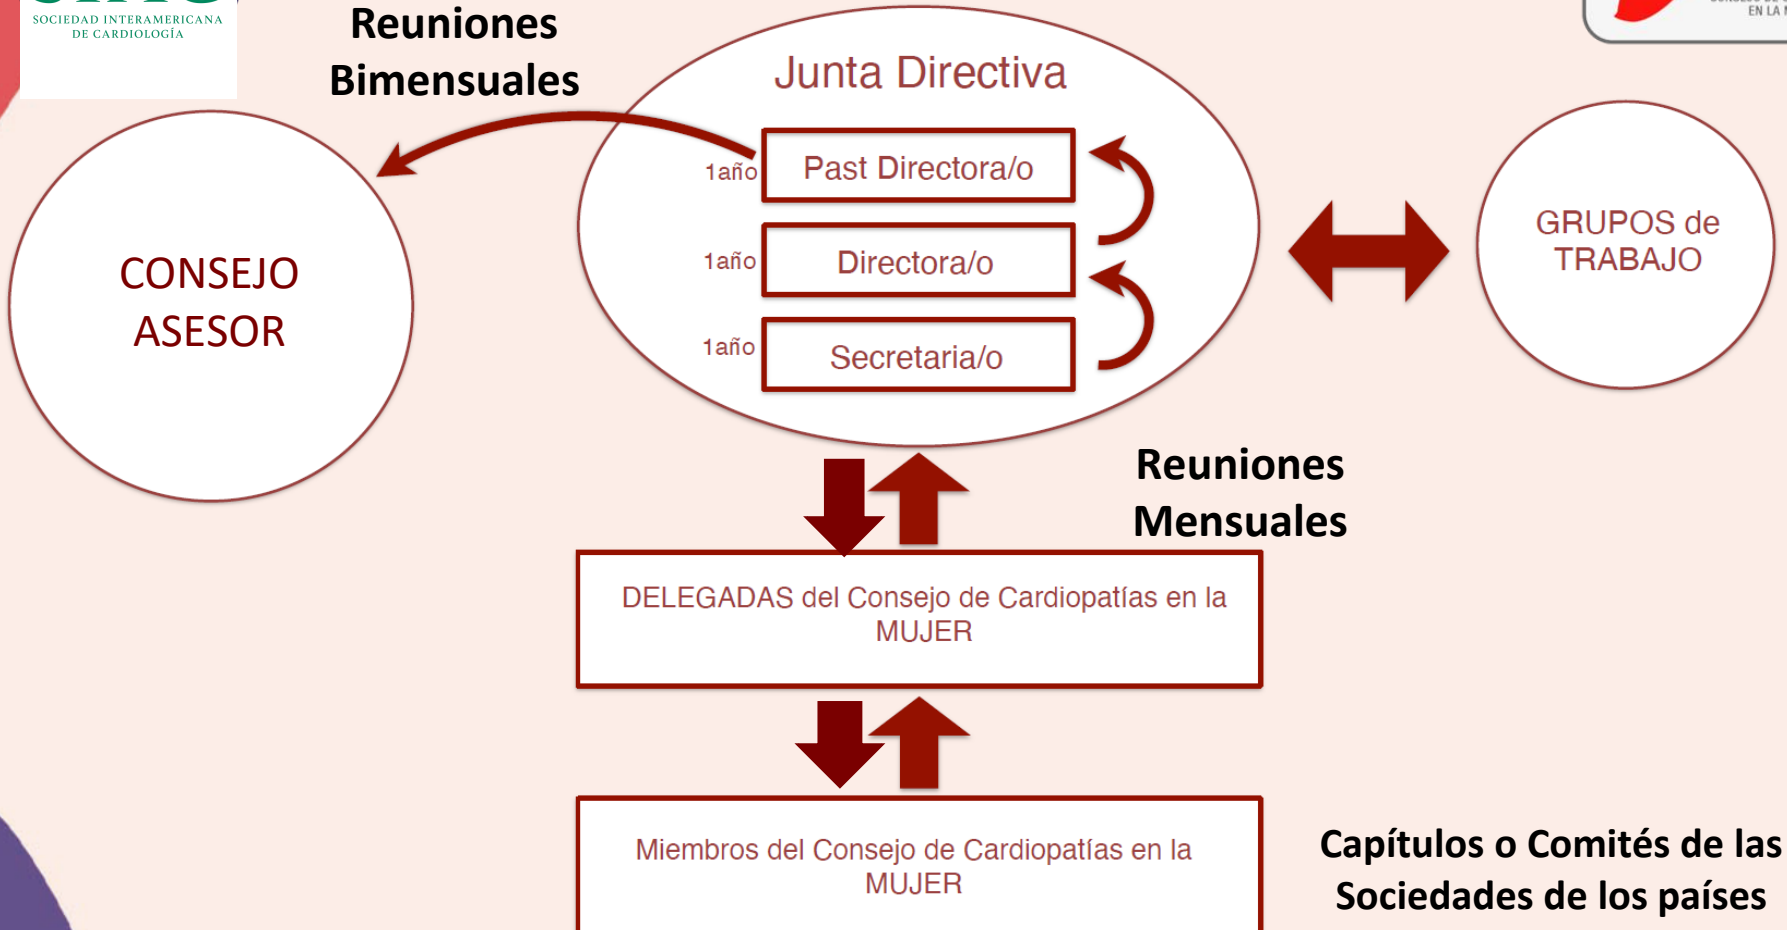 SOCIEDAD INTERAMERICANA
DE CARDIOLOGÍA
Reuniones
Bimensuales
EN LA
Junta Directiva
1año
Past Directora/o
1año
Directora/o
1año
Secretaria/o
CONSEJO
ASESOR
GRUPOS de
TRABAJO
Reuniones
Mensuales
DELEGADAS del Consejo de Cardiopatías en la
MUJER
Miembros del Consejo de Cardiopatías en la
MUJER
Capítulos o Comités de las
Sociedades de los países